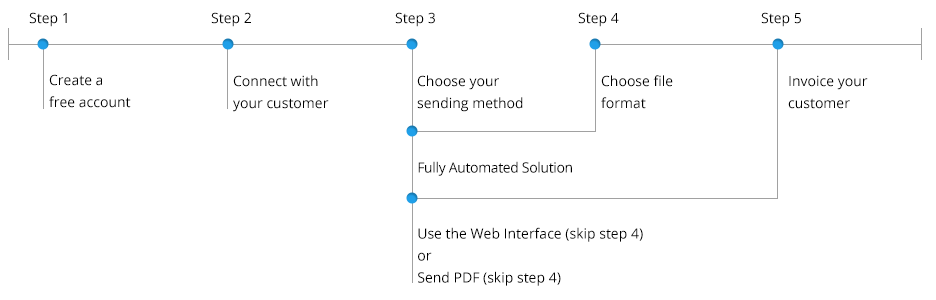 Step 1
Step 2
Step 3
Step 4
Step 5
Create a
free account
Connect with
your customer
Choose your
sending method
Choose file
format
Invoice your
customer
Fully Automated Solution
Use the Web Interface (skip step 4)
or
Send PDF (skip step 4)